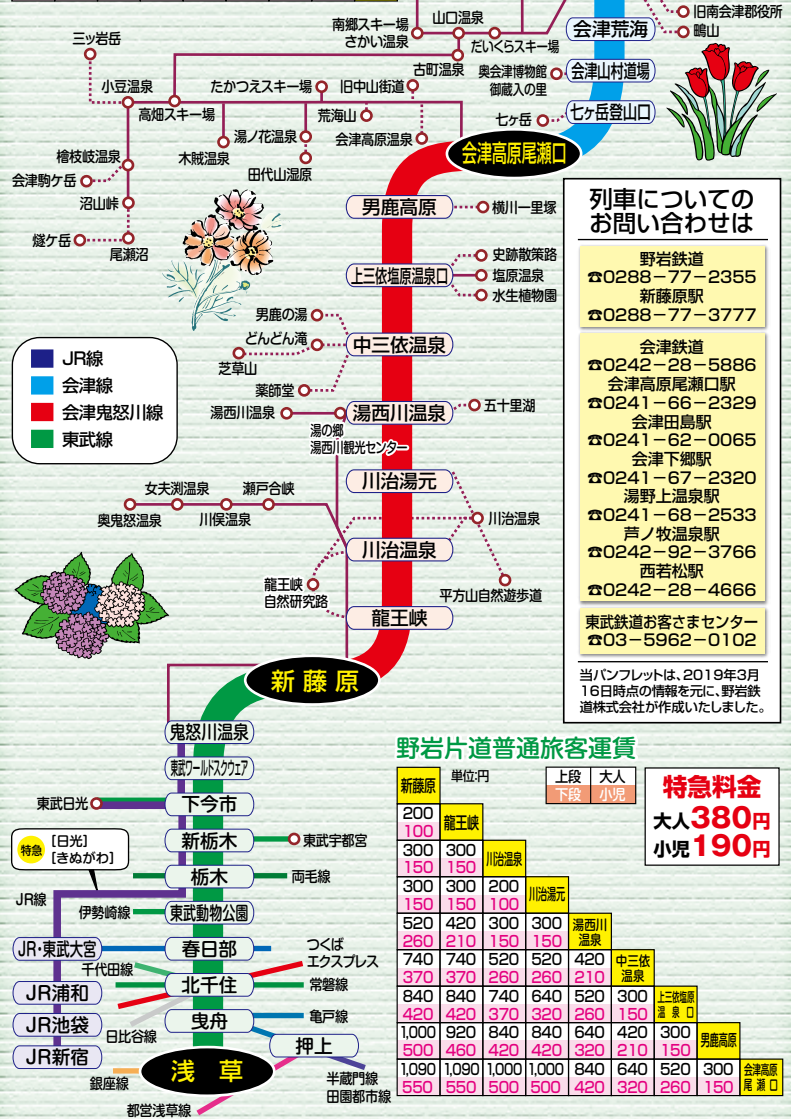 南郷スキー場
さかい温泉
山口温泉
だいくらスキー場
古町温泉
会津荒海
旧南会津郡役所
鴫山
奥会津博物館
御蔵入の里
会津山村道場
七ヶ岳
七ヶ岳登山口
三ッ岩岳
小豆温泉
高畑スキー場
たかつえスキー場
旧中山街道
荒海山
会津高原温泉
湯ノ花温泉
木賊温泉
田代山湿原
会津高原尾瀬口
檜枝岐温泉
会津駒ケ岳
沼山峠
燧ケ岳
尾瀬沼
男鹿高原
横川一里塚
上三依塩原温泉口
史跡散策路
塩原温泉
水生植物園
男鹿の湯
どんどん滝
芝草山
薬師堂
中三依温泉
湯西川温泉
湯西川温泉
五十里湖
湯の郷
湯西川観光センター
川治湯元
女夫渕温泉
瀬戸合峡
奥鬼怒温泉
川俣温泉
川治温泉
川治温泉
龍王峡
自然研究路
平方山自然遊歩道
龍王峡
新藤原
JR線
会津線
会津鬼怒川線
東武線
列車についての
お問い合わせは
野岩鉄道
☎0288-77-2355
新藤原駅
☎0288-77-3777
会津鉄道
☎0242-28-5886
会津高原尾瀬口駅
☎0241-66-2329
会津田島駅
☎0241-62-0065
会津下郷駅
☎0241-67-2320
湯野上温泉駅
☎0241-68-2533
芦ノ牧温泉駅
☎0242-92-3766
西若松駅
☎0242-28-4666
東武鉄道お客さまセンター
☎03-5962-0102
当パンフレットは、2019年3月
16日時点の情報を元に、野岩鉄
道株式会社が作成いたしました。
鬼怒川温泉
東武ワールドスクウェア
東武日光
下今市
特急
[日光]
[きぬがわ]
新栃木
東武宇都宮
栃木
両毛線
JR線
伊勢崎線
東武動物公園
JR・東武大宮
春日部
つくば
エクスプレス
千代田線
北千住
常磐線
JR浦和
日比谷線
曳舟
亀戸線
JR池袋
押上
JR新宿
浅草
銀座線
半蔵門線
田園都市線
都営浅草線
野岩片道普通旅客運賃
新藤原 単位:円 上段 大人
下段 小児
特急料金
大人380円
小児190円
200 龍王峡
100
300 300 川治温泉
150 150
300 300 200 川治湯元
150 150 100
520 420 300 300 湯西川
温泉
260 210 150 150
740 740 520 520 420 中三依
温泉
370 370 260 260 210
840 840 740 640 520 300 上三依塩原
温泉口
420 420 370 320 260 150
1,000 920 840 840 640 420 300 男鹿高原
500 460 420 420 320 210 150
1,090 1,090 1,000 1,000 840 640 520 300 会津高原
尾瀬口
550 550 500 500 420 320 260 150